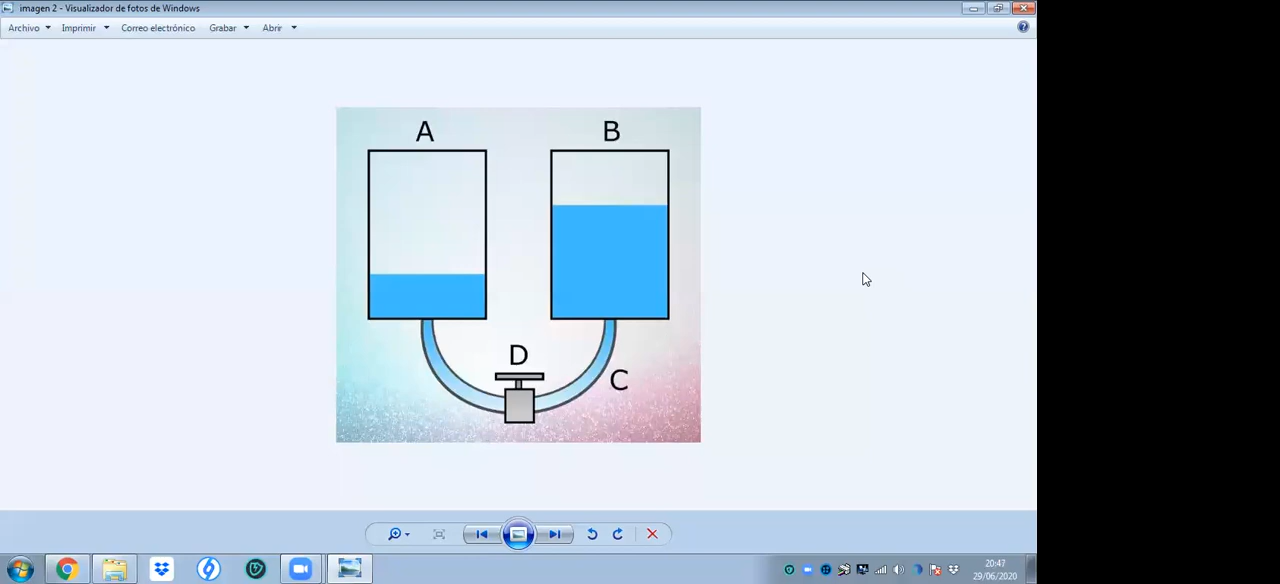 imagen 2 - Visualizador de fotos de Windows
Archivo Imprimir Correo electrónico Grabar Abrir
A B
D
C
20:47
29/06/2020